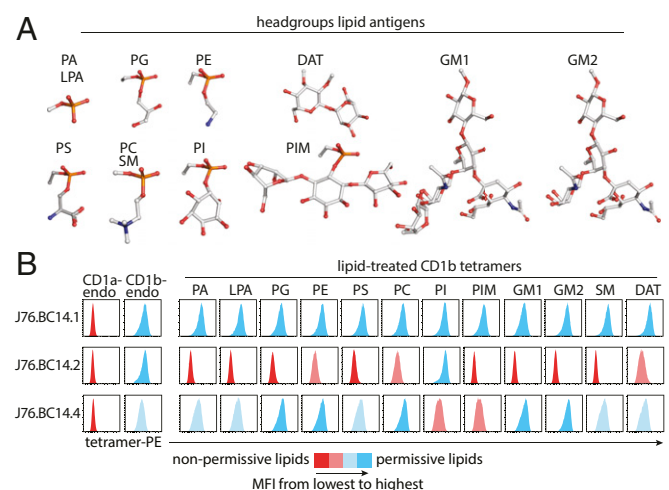 A
headgroups lipid antigens
PA
LPA
PG
PE
DAT
GM1
GM2
PS
PC
SM
PI
PIM
B
CD1a-
endo
CD1b-
endo
lipid-treated CD1b tetramers
PA LPA PG PE PS PC PI PIM GM1 GM2 SM DAT
J76.BC14.1
J76.BC14.2
J76.BC14.4
tetramer-PE
non-permissive lipids permissive lipids
MFI from lowest to highest